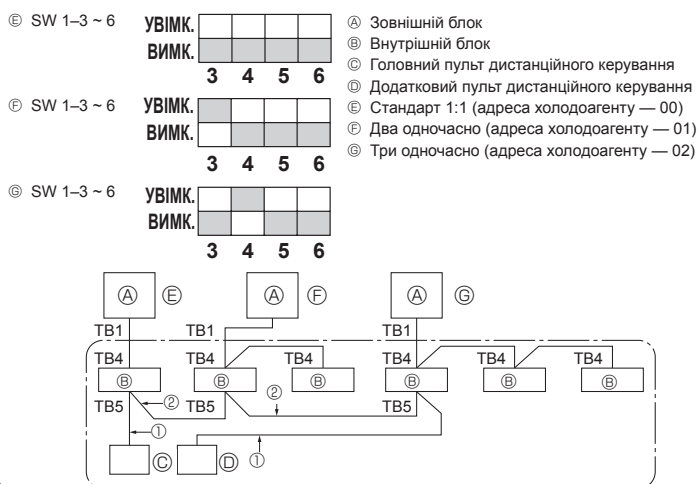 Ⓔ SW 1–3 ~ 6
УВІМК.
ВИМК.
3 4 5 6
Ⓕ SW 1–3 ~ 6
УВІМК.
ВИМК.
3 4 5 6
Ⓖ SW 1–3 ~ 6
УВІМК.
ВИМК.
3 4 5 6
Ⓐ Зовнішній блок
Ⓑ Внутрішній блок
Ⓒ Головний пульт дистанційного керування
Ⓓ Додатковий пульт дистанційного керування
Ⓔ Стандарт 1:1 (адреса холодоагенту — 00)
Ⓕ Два одночасно (адреса холодоагенту — 01)
Ⓖ Три одночасно (адреса холодоагенту — 02)
Ⓐ Ⓔ Ⓐ Ⓕ Ⓐ Ⓖ
TB1 TB1 TB1
TB4 TB4 TB4 TB4 TB4 TB4
Ⓑ Ⓑ Ⓑ Ⓑ Ⓑ Ⓑ
TB5 ② TB5 ② TB5
① Ⓒ Ⓓ ①